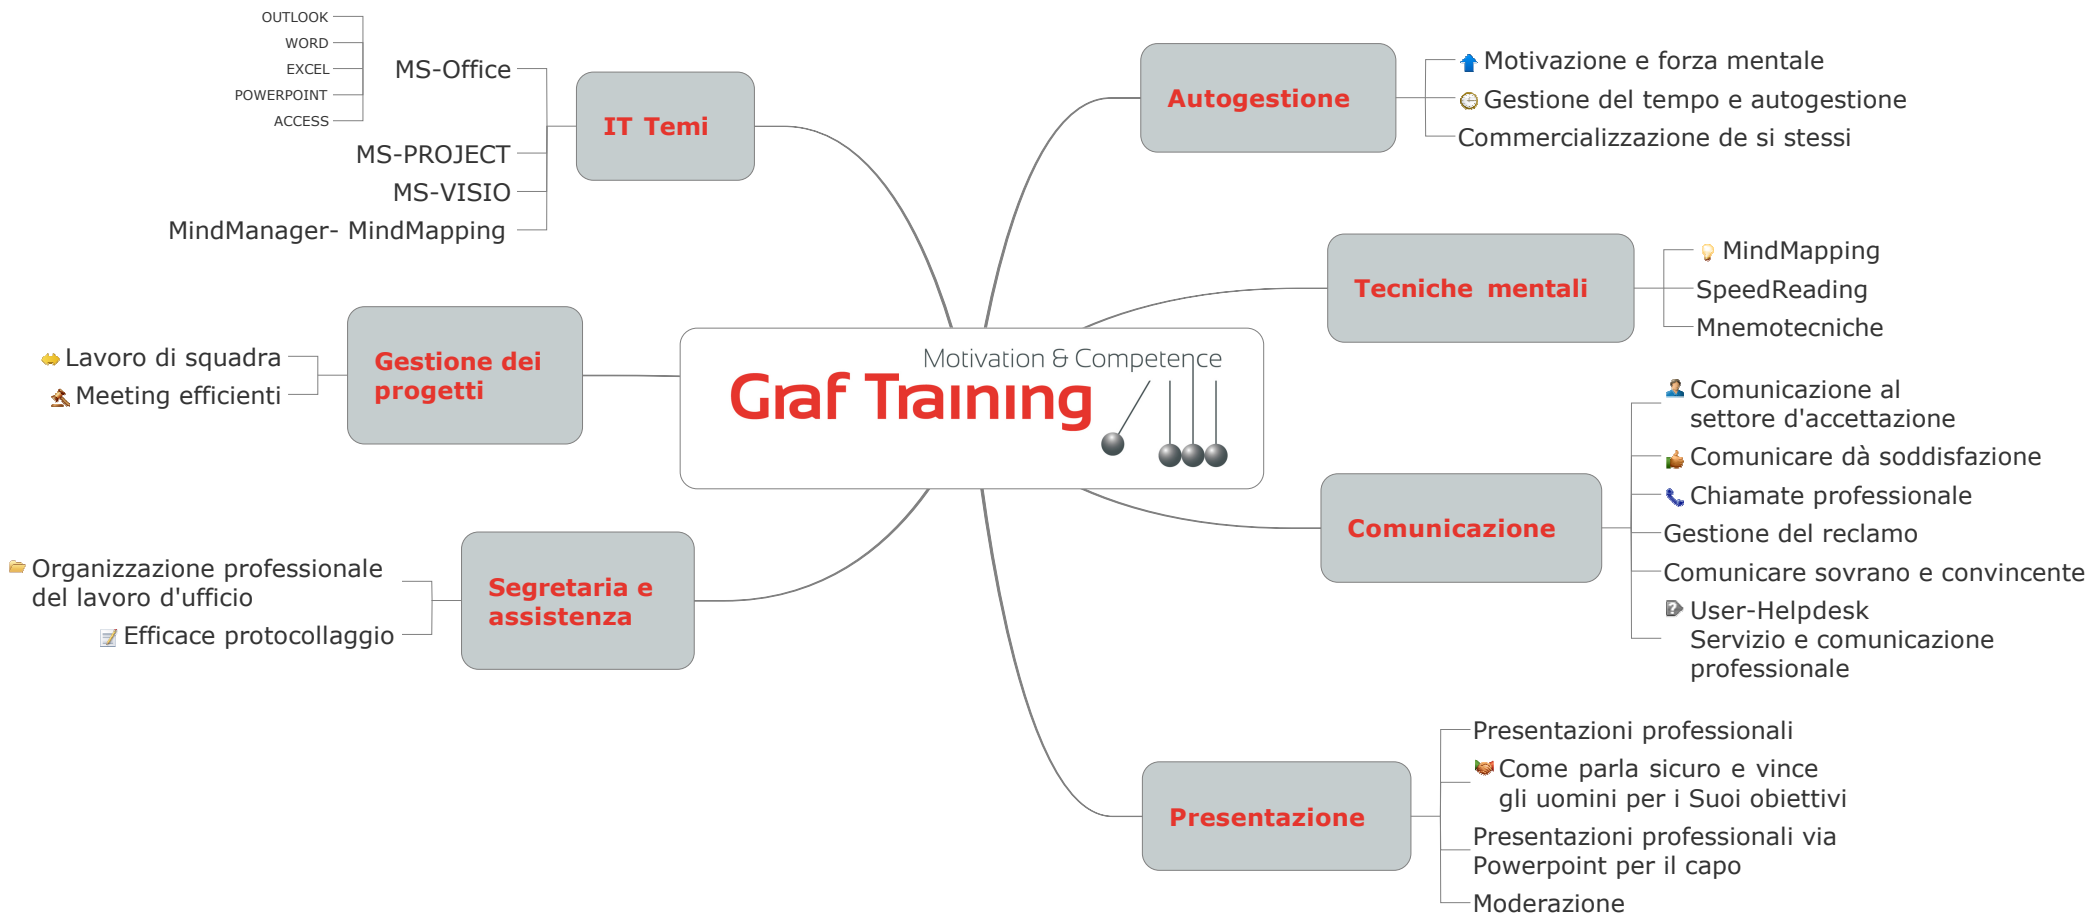 Motivation & Competence
Graf Training
Autogestione
Motivazione e forza mentale
Gestione del tempo e autogestione
Commercializzazione de si stessi
Tecniche mentali
MindMapping
SpeedReading
Mnemotecniche
Comunicazione
Comunicazione al
settore d'accettazione
Comunicare dà soddisfazione
Chiamate professionale
Gestione del reclamo
Comunicare sovrano e convincente
User-Helpdesk
Servizio e comunicazione
professionale
Presentazione
Presentazioni professionali
Come parla sicuro e vince
gli uomini per i Suoi obiettivi
Presentazioni professionali via
Powerpoint per il capo
Moderazione
IT Temi
MS-Office
OUTLOOK
WORD
EXCEL
POWERPOINT
ACCESS
MS-PROJECT
MS-VISIO
MindManager- MindMapping
Gestione dei
progetti
Lavoro di squadra
Meeting efficienti
Segretaria e
assistenza
Organizzazione professionale
del lavoro d'ufficio
Efficace protocollaggio